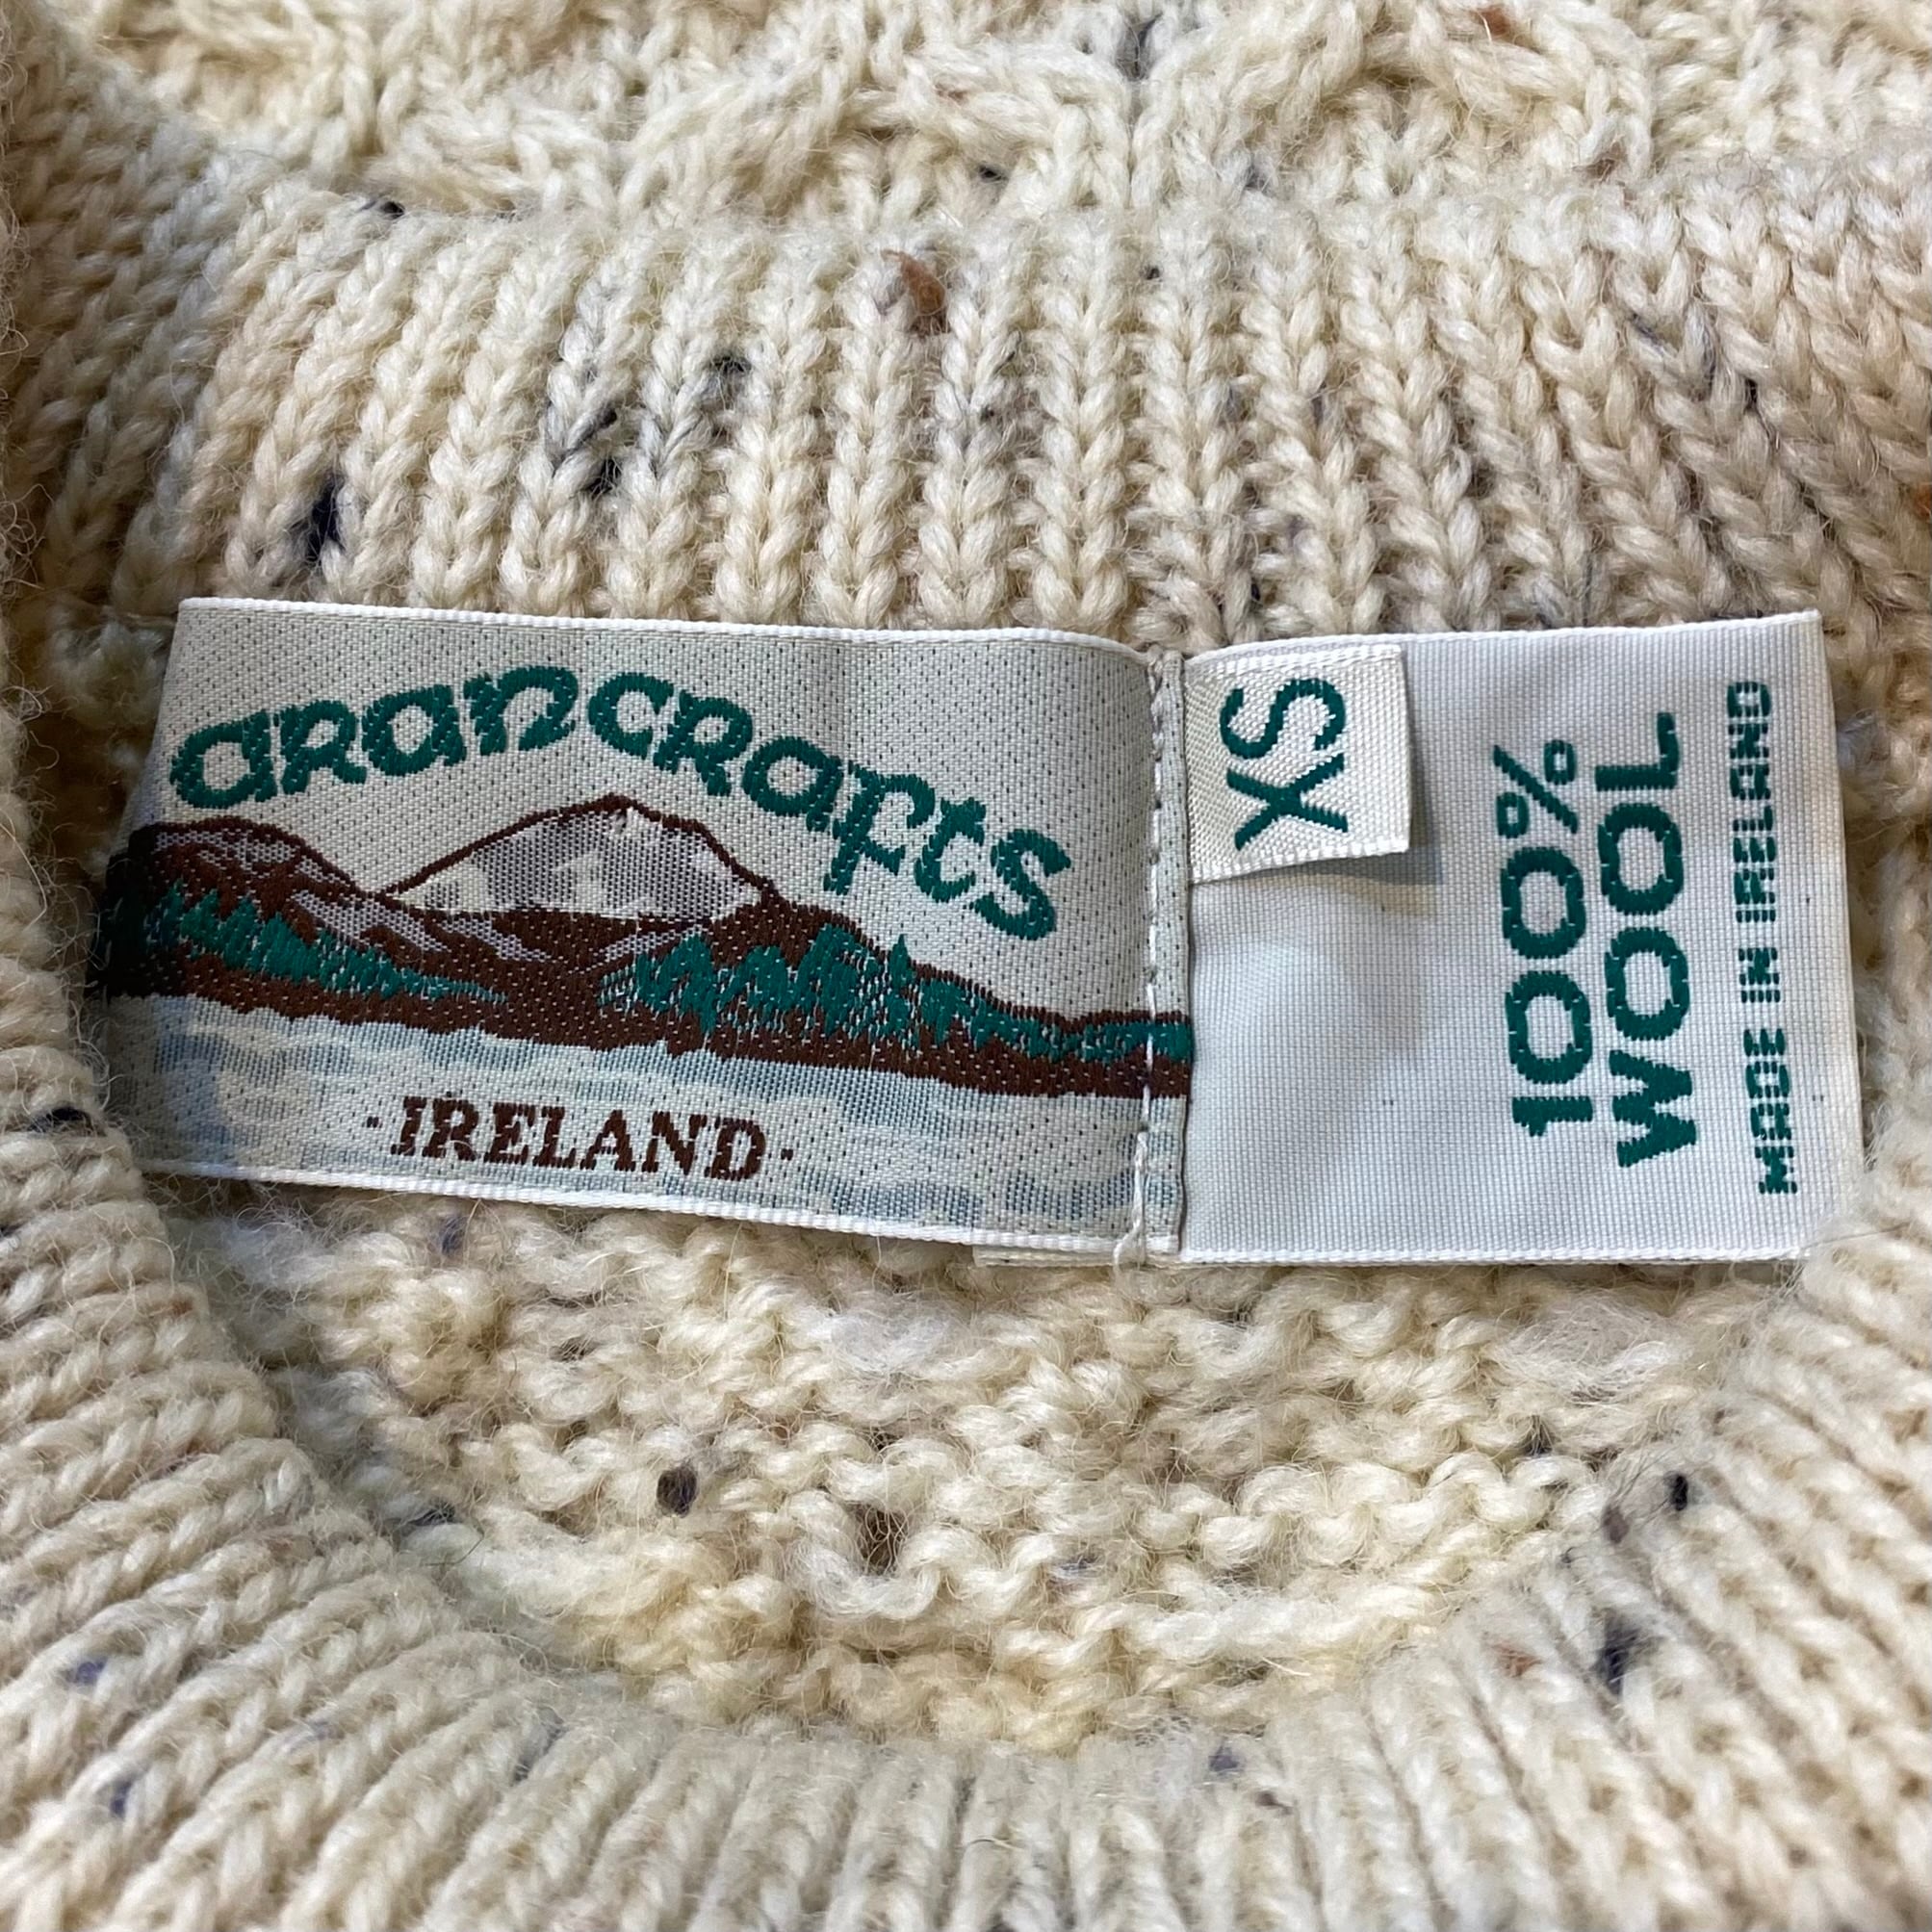 arancrafts
·IRELAND·
XS
100%
WOOL
MADE IN IRELAND